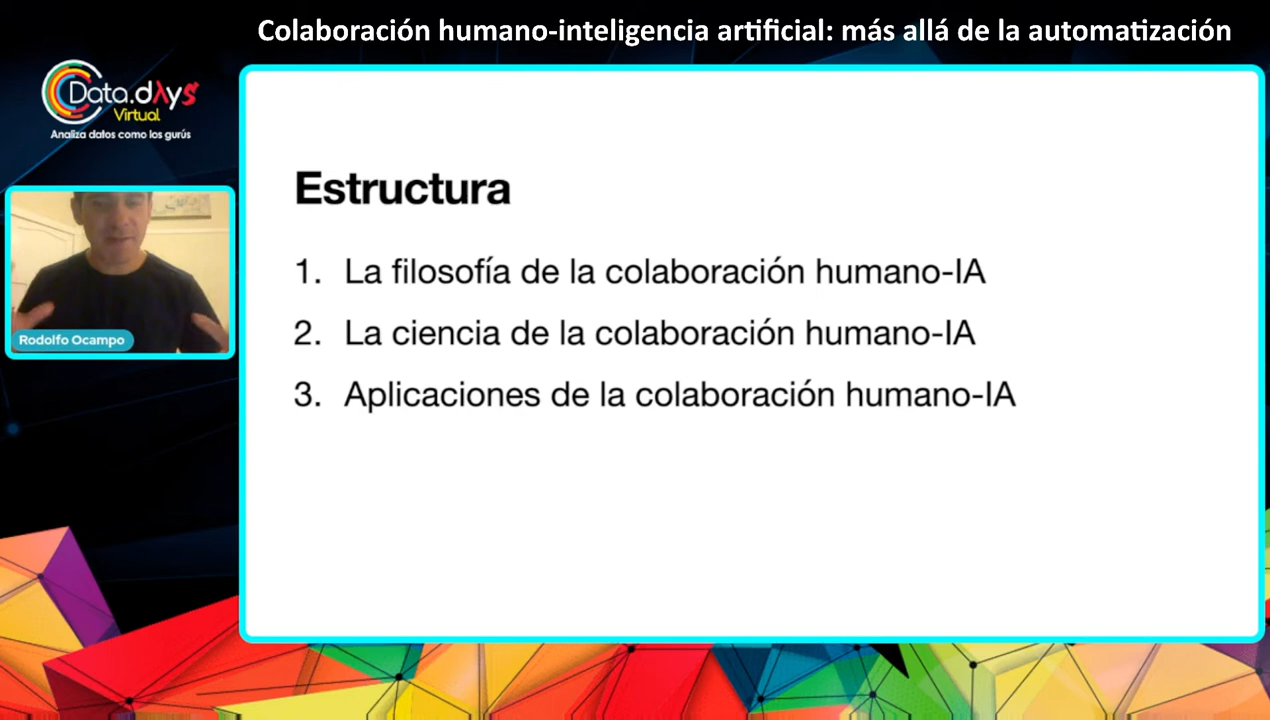 Colaboración humano-inteligencia artificial: más allá de la automatización
Data.dλys
Virtual
Analiza datos como los gurús
Rodolfo Ocampo
Estructura
1. La filosofía de la colaboración humano-IA
2. La ciencia de la colaboración humano-IA
3. Aplicaciones de la colaboración humano-IA